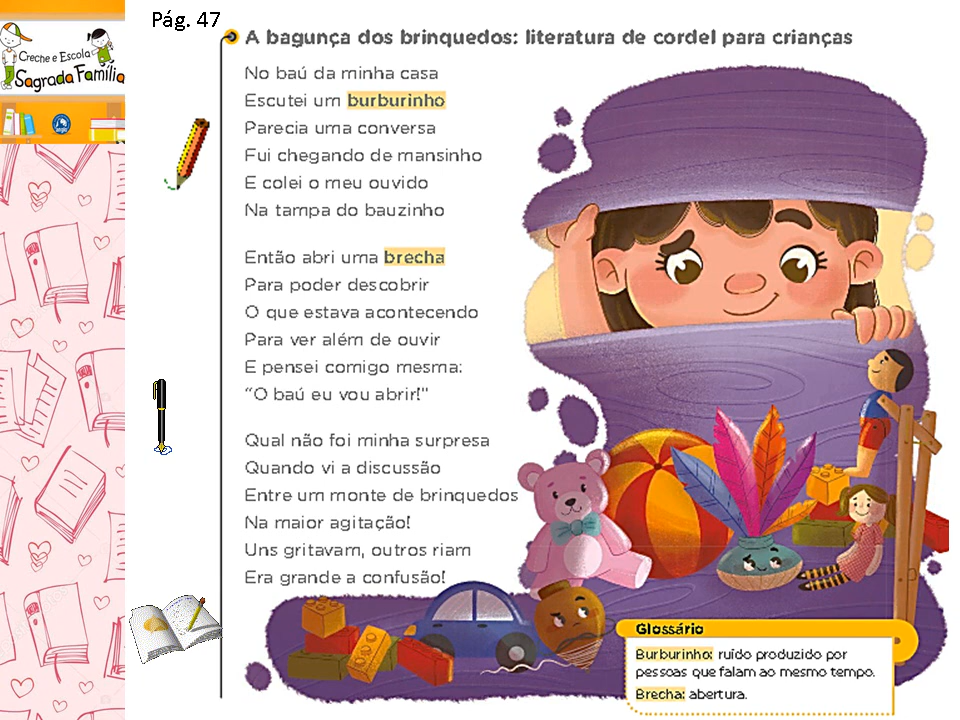 Pág. 47
Creche e Escola
Sagrada Família
A bagunça dos brinquedos: literatura de cordel para crianças
No baú da minha casa
Escutei um burburinho
Parecia uma conversa
Fui chegando de mansinho
E colei o meu ouvido
Na tampa do bauzinho
Então abri uma brecha
Para poder descobrir
O que estava acontecendo
Para ver além de ouvir
E pensei comigo mesma:
“O baú eu vou abrir!”
Qual não foi minha surpresa
Quando vi a discussão
Entre um monte de brinquedos
Na maior agitação!
Uns gritavam, outros riam
Era grande a confusão!
Glossário
Burburinho: ruído produzido por
pessoas que falam ao mesmo tempo.
Brecha: abertura.